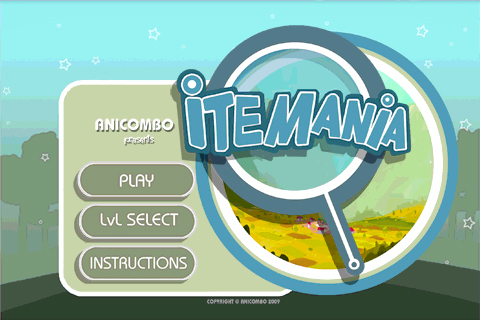 ANICOMBO
presents
ITEMANIA
PLAY
LvL SELECT
INSTRUCTIONS
COPYRIGHT © ANICOMBO 2009